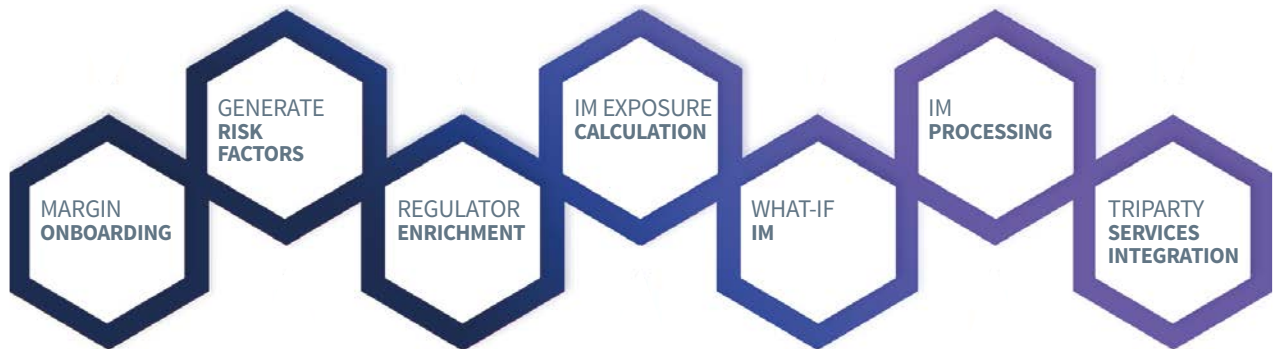 MARGIN
ONBOARDING
GENERATE
RISK
FACTORS
REGULATOR
ENRICHMENT
IM EXPOSURE
CALCULATION
WHAT-IF
IM
IM
PROCESSING
TRIPARTY
SERVICES
INTEGRATION